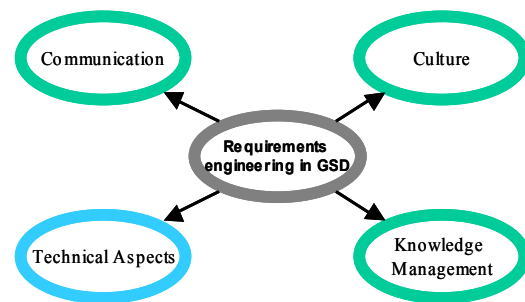 Communication
Culture
Requirements
engineering in GSD
Technical Aspects
Knowledge
Management